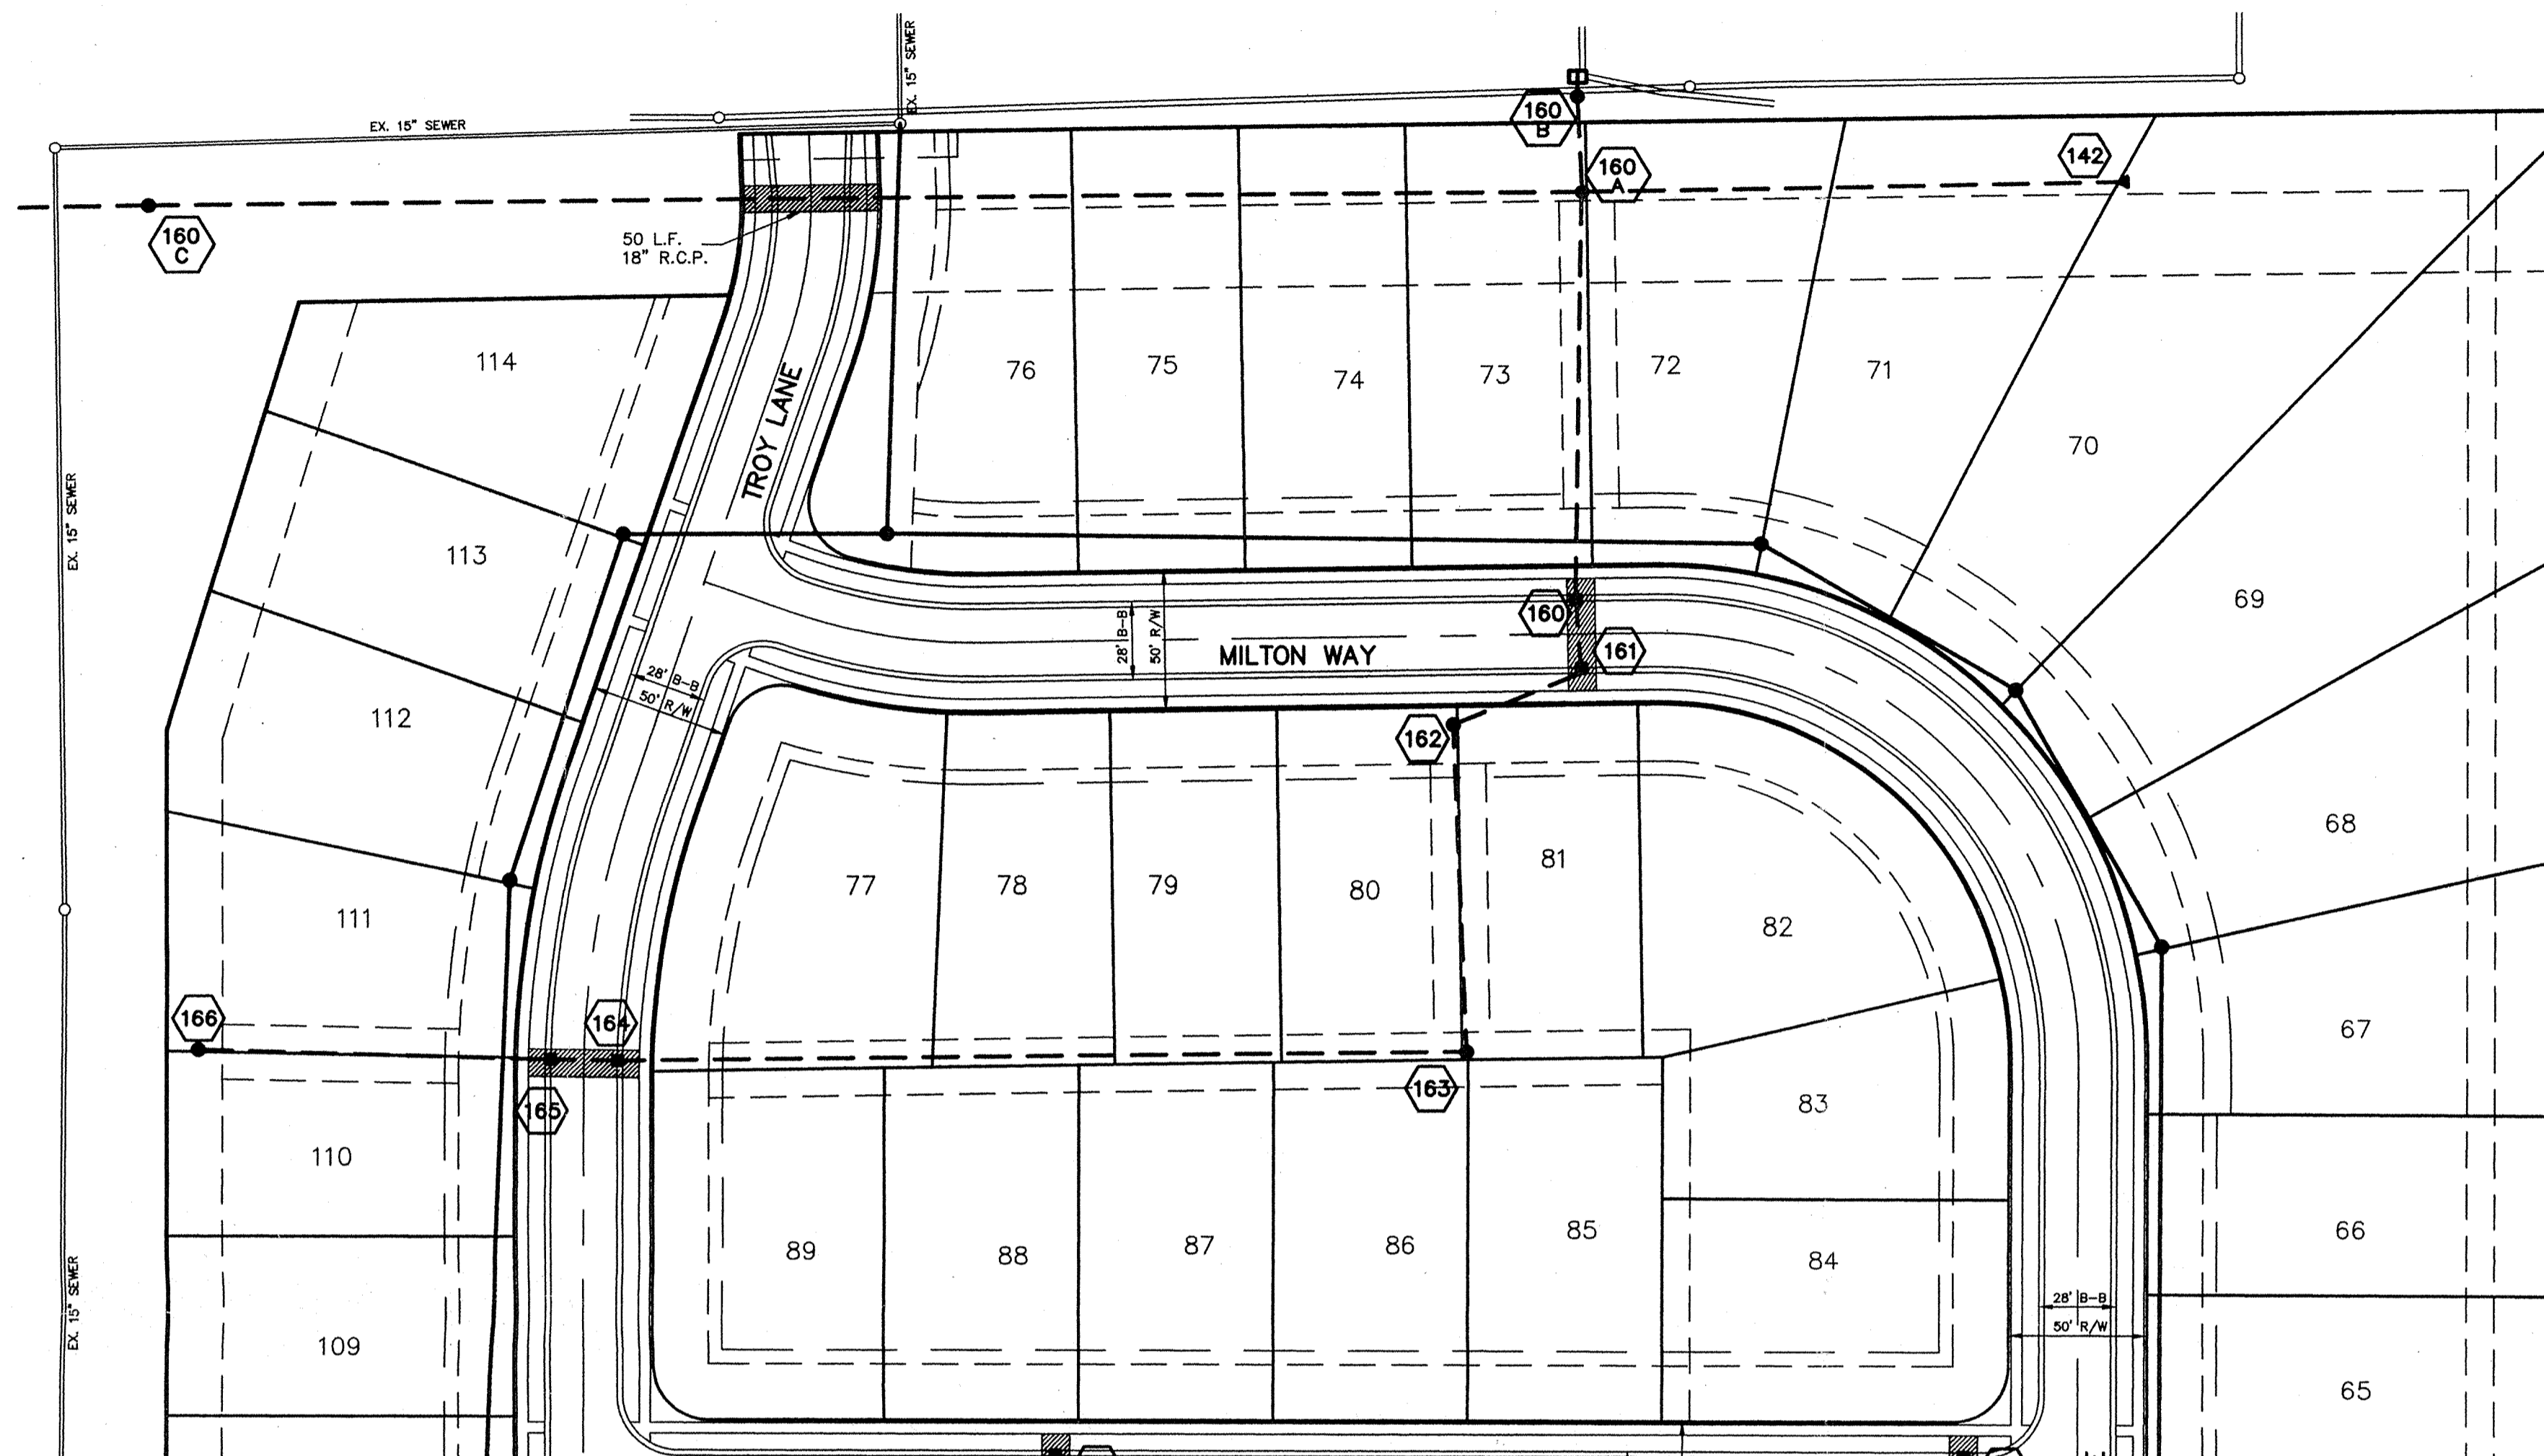 EX. 15" SEWER
EX. 15" SEWER
160
B
142
160
A
160
C
50 L.F.
18" R.C.P.
114
76
75
74
73
72
71
70
TROY LANE
EX. 15" SEWER
113
69
160
28' B-B
50' R/W
MILTON WAY
161
28' B-B
50' R/W
112
162
68
81
77
78
79
80
111
82
166
164
67
163
165
83
110
66
85
87
86
89
88
84
28' B-B
50' R/W
EX. 15" SEWER
109
65